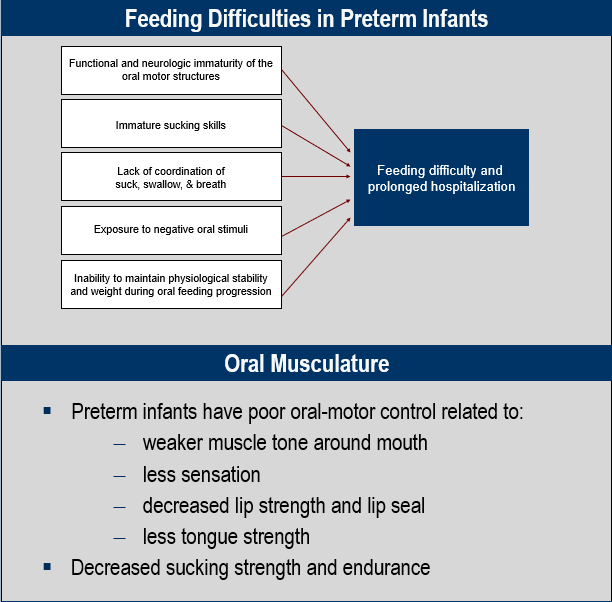 Feeding Difficulties in Preterm Infants
Functional and neurologic immaturity of the
oral motor structures
Immature sucking skills
Lack of coordination of
suck, swallow, & breath
Exposure to negative oral stimuli
Inability to maintain physiological stability
and weight during oral feeding progression
Feeding difficulty and
prolonged hospitalization
Oral Musculature
▪ Preterm infants have poor oral-motor control related to:
– weaker muscle tone around mouth
– less sensation
– decreased lip strength and lip seal
– less tongue strength
▪ Decreased sucking strength and endurance